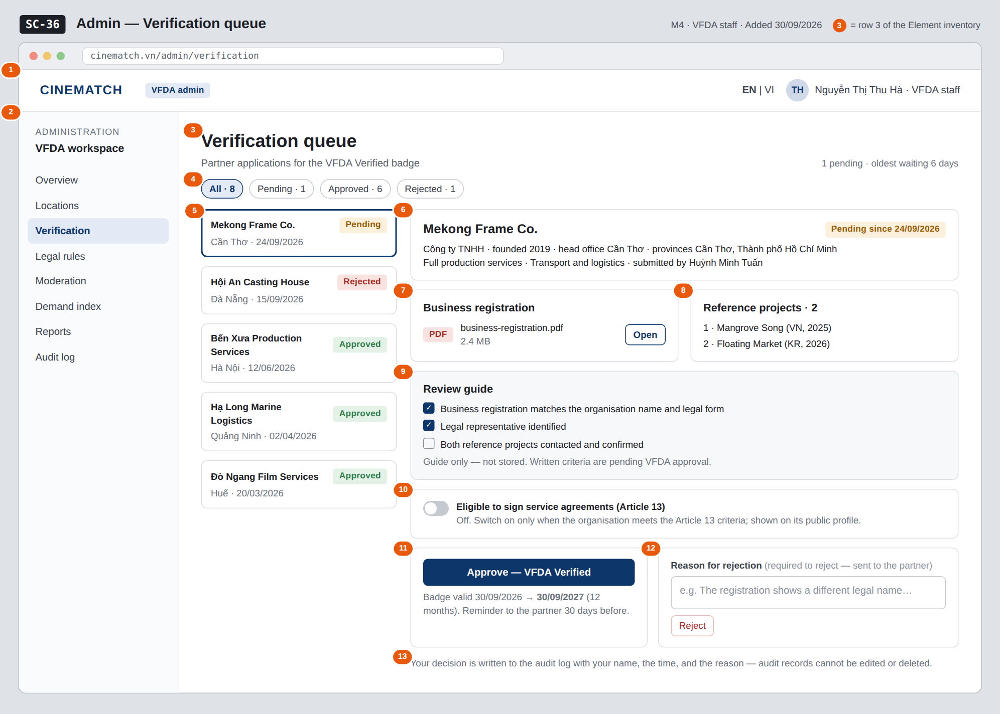 SC-36 Admin — Verification queue
M4 · VFDA staff · Added 30/09/2026 3 = row 3 of the Element inventory
cinematch.vn/admin/verification
1
CINEMATCH VFDA admin
EN | VI TH Nguyễn Thị Thu Hà · VFDA staff
2
ADMINISTRATION
VFDA workspace
Overview
Locations
Verification
Legal rules
Moderation
Demand index
Reports
Audit log
3
Verification queue
Partner applications for the VFDA Verified badge
1 pending · oldest waiting 6 days
4
All · 8 Pending · 1 Approved · 6 Rejected · 1
5
Mekong Frame Co. Pending
Cần Thơ · 24/09/2026
Hội An Casting House Rejected
Đà Nẵng · 15/09/2026
Bến Xưa Production
Services
Approved
Hà Nội · 12/06/2026
Hạ Long Marine
Logistics
Approved
Quảng Ninh · 02/04/2026
Đò Ngang Film Services Approved
Huế · 20/03/2026
6
Mekong Frame Co. Pending since 24/09/2026
Công ty TNHH · founded 2019 · head office Cần Thơ · provinces Cần Thơ, Thành phố Hồ Chí Minh
Full production services · Transport and logistics · submitted by Huỳnh Minh Tuấn
7
Business registration
PDF
business-registration.pdf
2.4 MB
Open
8
Reference projects · 2
1 · Mangrove Song (VN, 2025)
2 · Floating Market (KR, 2026)
9
Review guide
✓ Business registration matches the organisation name and legal form
✓ Legal representative identified
Both reference projects contacted and confirmed
Guide only — not stored. Written criteria are pending VFDA approval.
10
Eligible to sign service agreements (Article 13)
Off. Switch on only when the organisation meets the Article 13 criteria; shown on its public profile.
11
Approve — VFDA Verified
Badge valid 30/09/2026 → 30/09/2027 (12
months). Reminder to the partner 30 days before.
12
Reason for rejection (required to reject — sent to the partner)
e.g. The registration shows a different legal name…
Reject
13
Your decision is written to the audit log with your name, the time, and the reason — audit records cannot be edited or deleted.